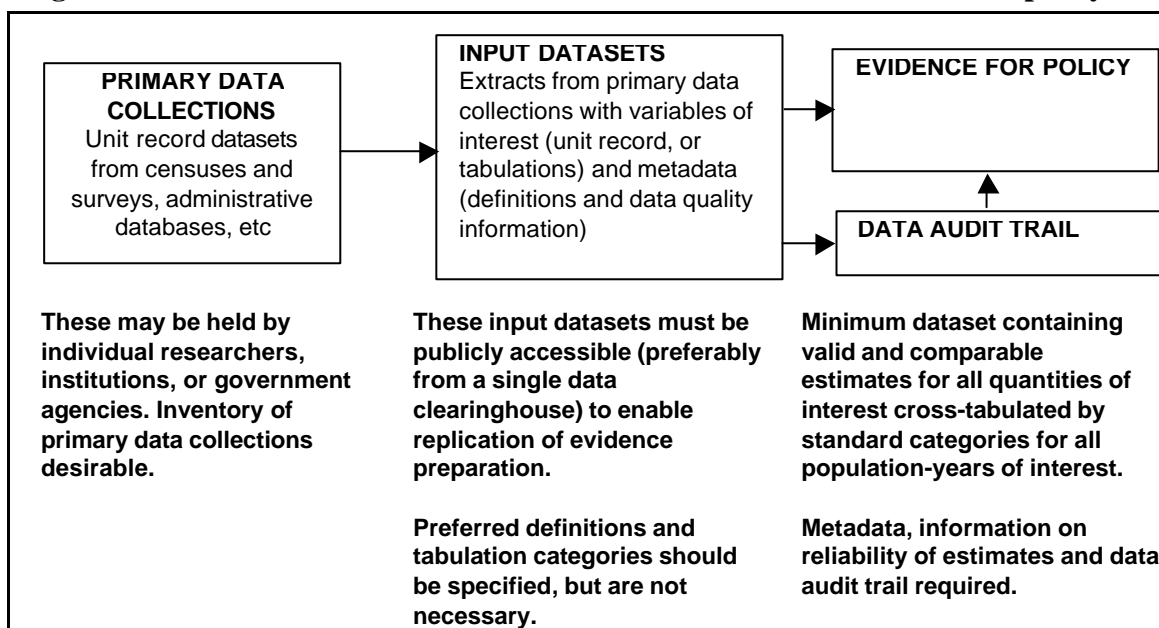 PRIMARY DATA
COLLECTIONS
Unit record datasets
from censuses and
surveys, administrative
databases, etc
INPUT DATASETS
Extracts from primary data
collections with variables of
interest (unit record, or
tabulations) and metadata
(definitions and data quality
information)
EVIDENCE FOR POLICY
DATA AUDIT TRAIL
These may be held by
individual researchers,
institutions, or government
agencies. Inventory of
primary data collections
desirable.
These input datasets must be
publicly accessible (preferably
from a single data
clearinghouse) to enable
replication of evidence
preparation.
Preferred definitions and
tabulation categories should
be specified, but are not
necessary.
Minimum dataset containing
valid and comparable
estimates for all quantities of
interest cross-tabulated by
standard categories for all
population-years of interest.
Metadata, information on
reliability of estimates and data
audit trail required.